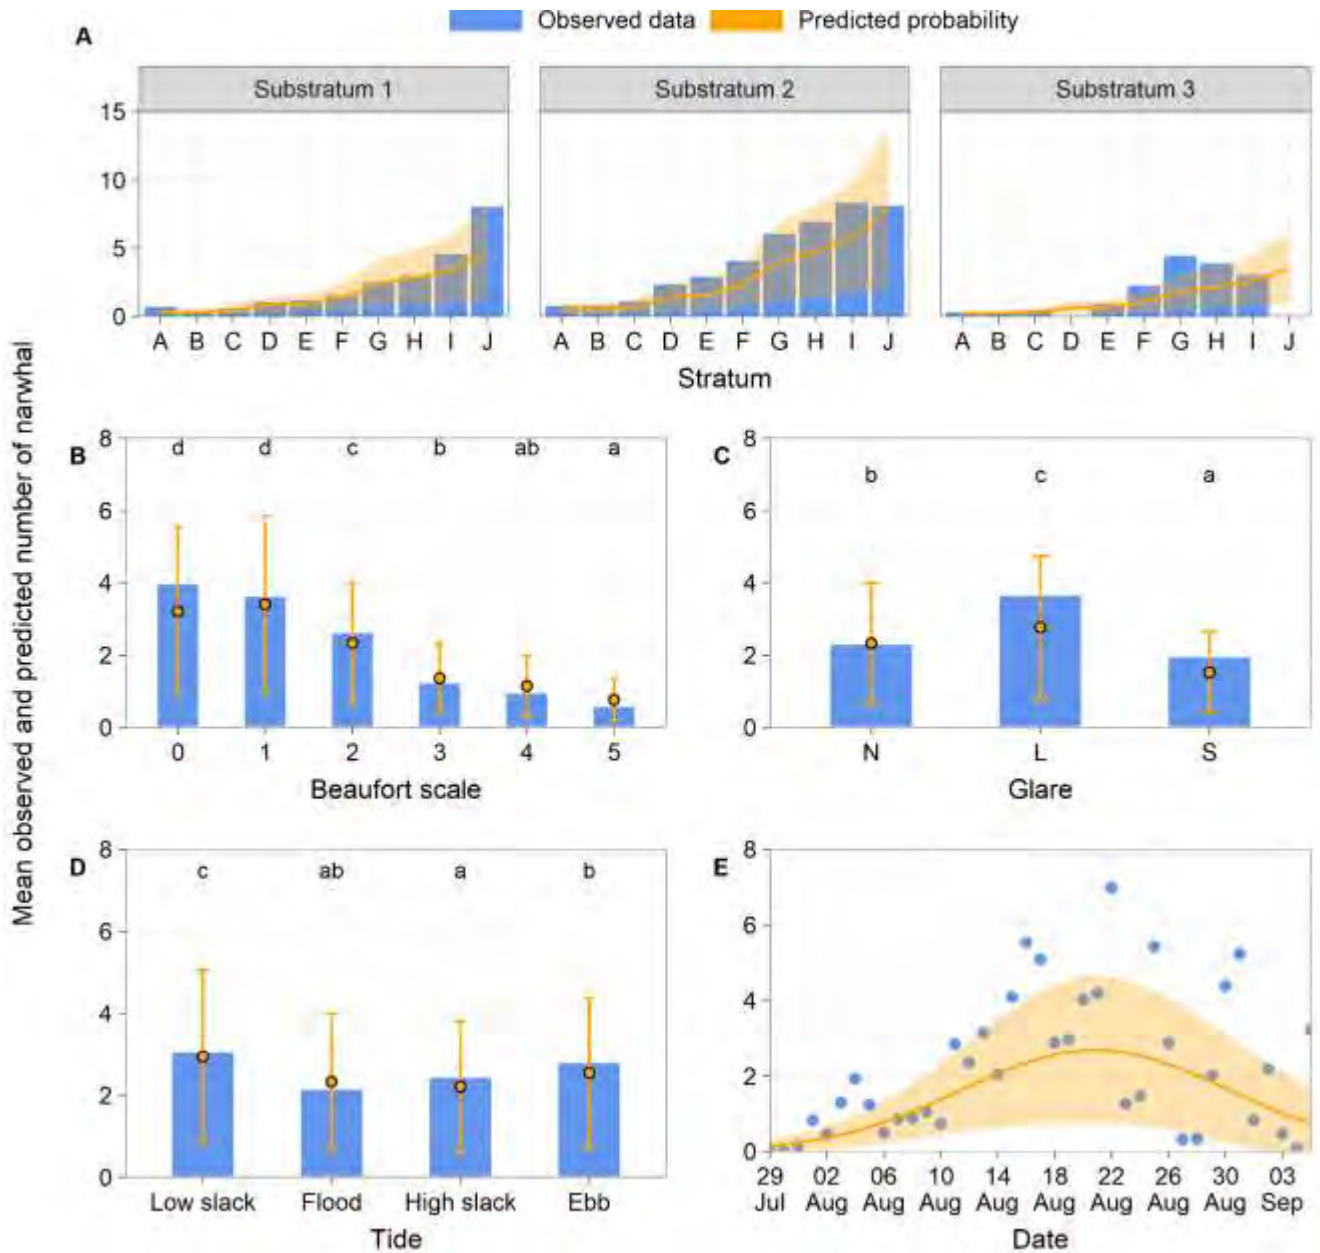 Observed data Predicted probability
A
Substratum 1 Substratum 2 Substratum 3
15
10
5
0
A B C D E F G H I J A B C D E F G H I J A B C D E F G H I J
Stratum
Mean observed and predicted number of narwhal
B
8
6
4
2
0
d d c b ab a
0 1 2 3 4 5
Beaufort scale
C
8
6
4
2
0
b c a
N L S
Glare
D
8
6
4
2
0
c ab a b
Low slack Flood High slack Ebb
Tide
E
8
6
4
2
0
29 02 06 10 14 18 22 26 30 03
Jul Aug Aug Aug Aug Aug Aug Aug Aug Sep
Date